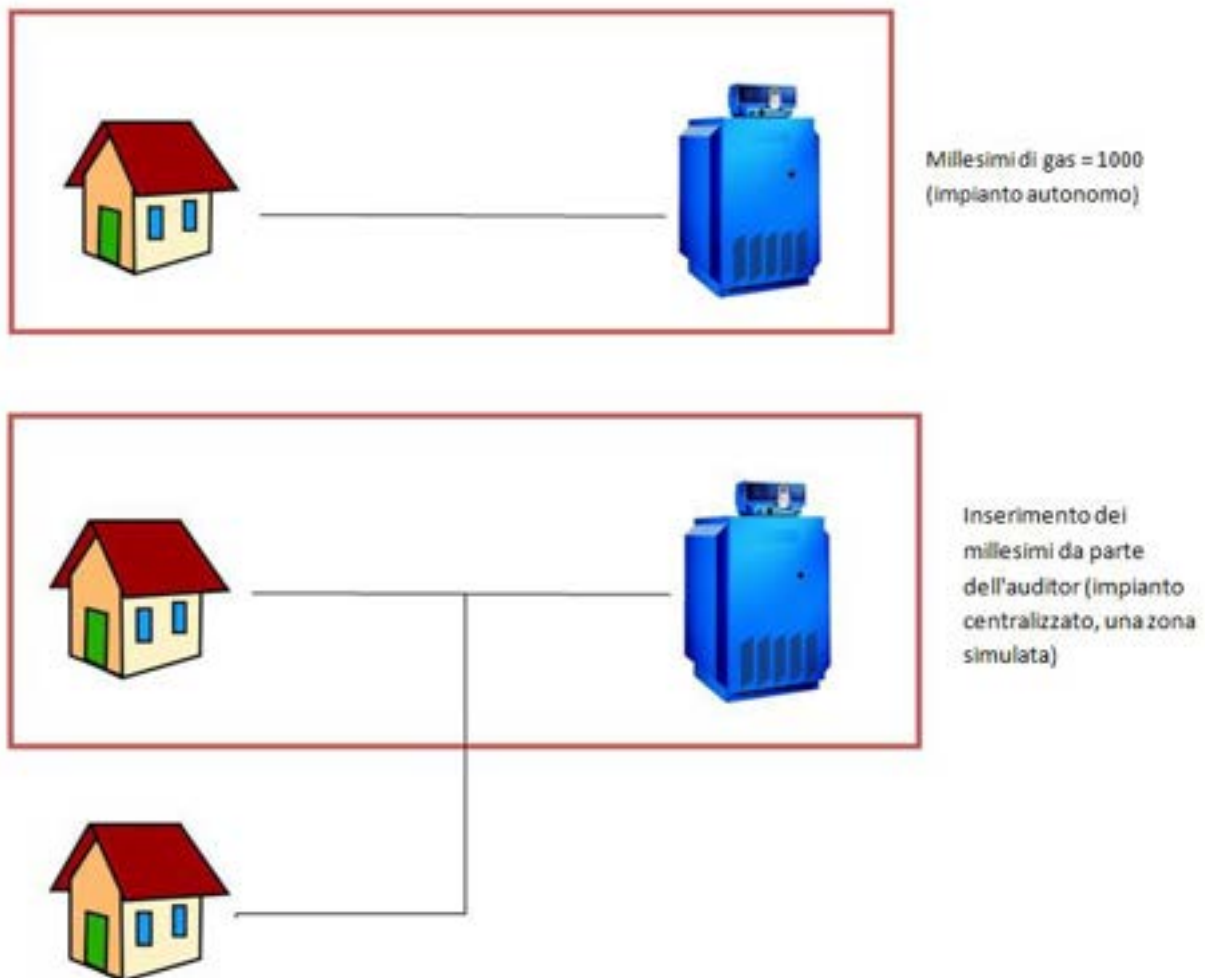 Millesimi di gas = 1000
(impianto autonomo)
Inserimento dei
millesimi da parte
dell'auditor (impianto
centralizzato, una zona
simulata)